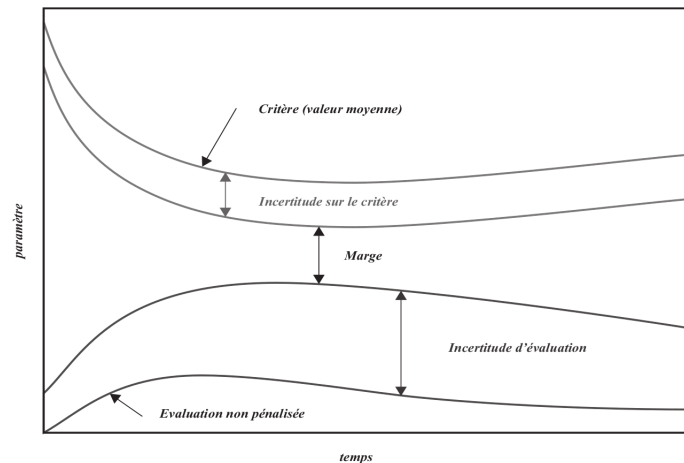 Critère (valeur moyenne)
Incertitude sur le critère
paramètre
Marge
Incertitude d'évaluation
Evaluation non pénalisée
temps